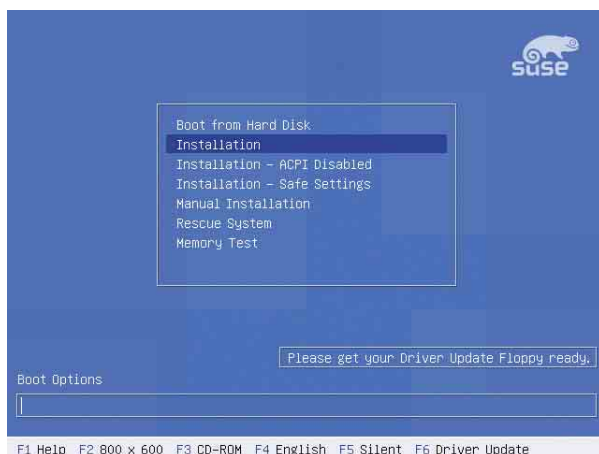 suse
Boot from Hard Disk
Installation
Installation – ACPI Disabled
Installation – Safe Settings
Manual Installation
Rescue System
Memory Test
Please get your Driver Update Floppy ready.
Boot Options
F1 Help F2 800 x 600 F3 CD-ROM F4 English F5 Silent F6 Driver Update